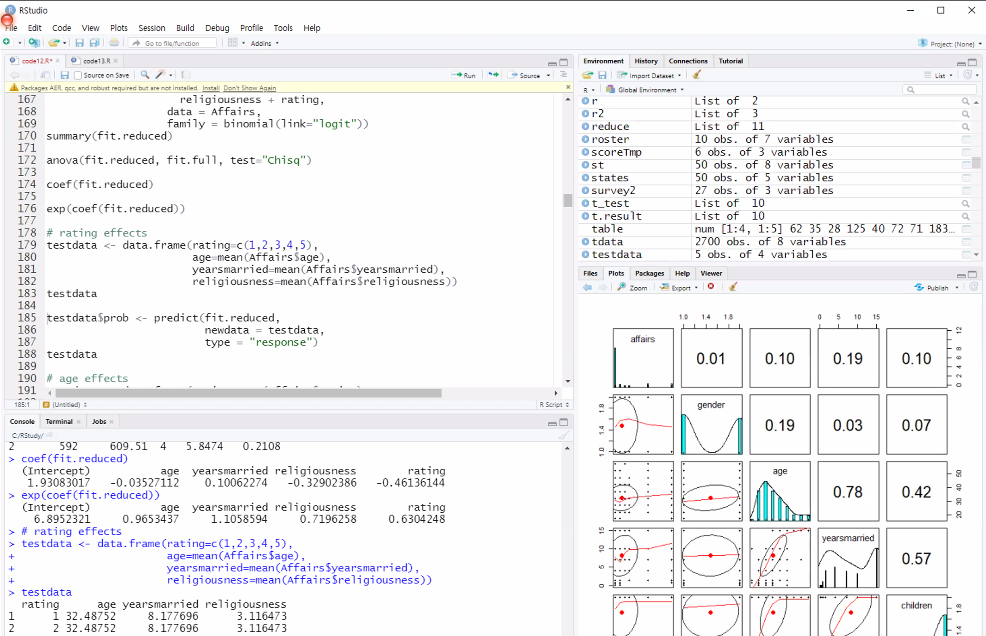 RStudio
File Edit Code View Plots Session Build Debug Profile Tools Help
Go to file/function Addins Project: (None)
code12.R* code13.R
Source on Save Run Source
Packages AER, qcc, and robust required but are not installed. Install Don't Show Again
167 religiousness + rating,
168 data = Affairs,
169 family = binomial(link="logit"))
170 summary(fit.reduced)
171
172 anova(fit.reduced, fit.full, test="Chisq")
173
174 coef(fit.reduced)
175
176 exp(coef(fit.reduced))
177
178 # rating effects
179 testdata <- data.frame(rating=c(1,2,3,4,5),
180 age=mean(Affairs$age),
181 yearsmarried=mean(Affairs$yearsmarried),
182 religiousness=mean(Affairs$religiousness))
183 testdata
184
185 testdata$prob <- predict(fit.reduced,
186 newdata = testdata,
187 type = "response")
188 testdata
189
190 # age effects
191
185:1 (Untitled) R Script
Console Terminal Jobs
C:/RStudy/
2 592 609.51 4 5.8474 0.2108
> coef(fit.reduced)
(Intercept) age yearsmarried religiousness rating
1.93083017 -0.03527112 0.10062274 -0.32902386 -0.46136144
> exp(coef(fit.reduced))
(Intercept) age yearsmarried religiousness rating
6.8952321 0.9653437 1.1058594 0.7196258 0.6304248
> # rating effects
> testdata <- data.frame(rating=c(1,2,3,4,5),
+ age=mean(Affairs$age),
+ yearsmarried=mean(Affairs$yearsmarried),
+ religiousness=mean(Affairs$religiousness))
> testdata
rating age yearsmarried religiousness
1 1 32.48752 8.177696 3.116473
2 2 32.48752 8.177696 3.116473
Environment History Connections Tutorial
Import Dataset List
R Global Environment
r List of 2
r2 List of 3
reduce List of 11
roster 10 obs. of 7 variables
scoreTmp 6 obs. of 3 variables
st 50 obs. of 8 variables
states 50 obs. of 5 variables
survey2 27 obs. of 3 variables
t_test List of 10
t.result List of 10
table num [1:4, 1:5] 62 35 28 125 40 72 71 183...
tdata 2700 obs. of 8 variables
testdata 5 obs. of 4 variables
Files Plots Packages Help Viewer
Zoom Export Publish
1.0 1.4 1.8 0 5 10 15
affairs 0.01 0.10 0.19 0.10
0 2 4 6 8 12
1.0 1.4 1.8
gender 0.19 0.03 0.07
age 0.78 0.42
20 30 40 50
0 5 10 15
yearsmarried 0.57
children
1.0 1.4 1.8